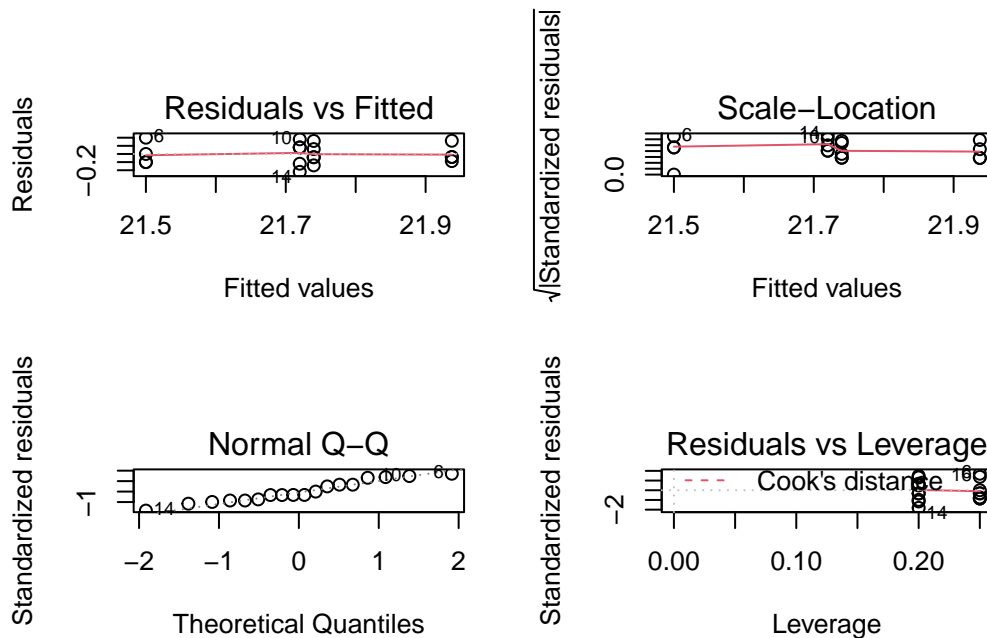 Residuals vs Fitted
Residuals
−0.2
6
10
14
21.5 21.7 21.9
Fitted values
Scale−Location
√|Standardized residuals|
0.0
6
14
10
21.5 21.7 21.9
Fitted values
Normal Q−Q
Standardized residuals
−1
14
10
6
−2 −1 0 1 2
Theoretical Quantiles
Residuals vs Leverage
Standardized residuals
−2
Cook's distance
14
0.00 0.10 0.20
Leverage